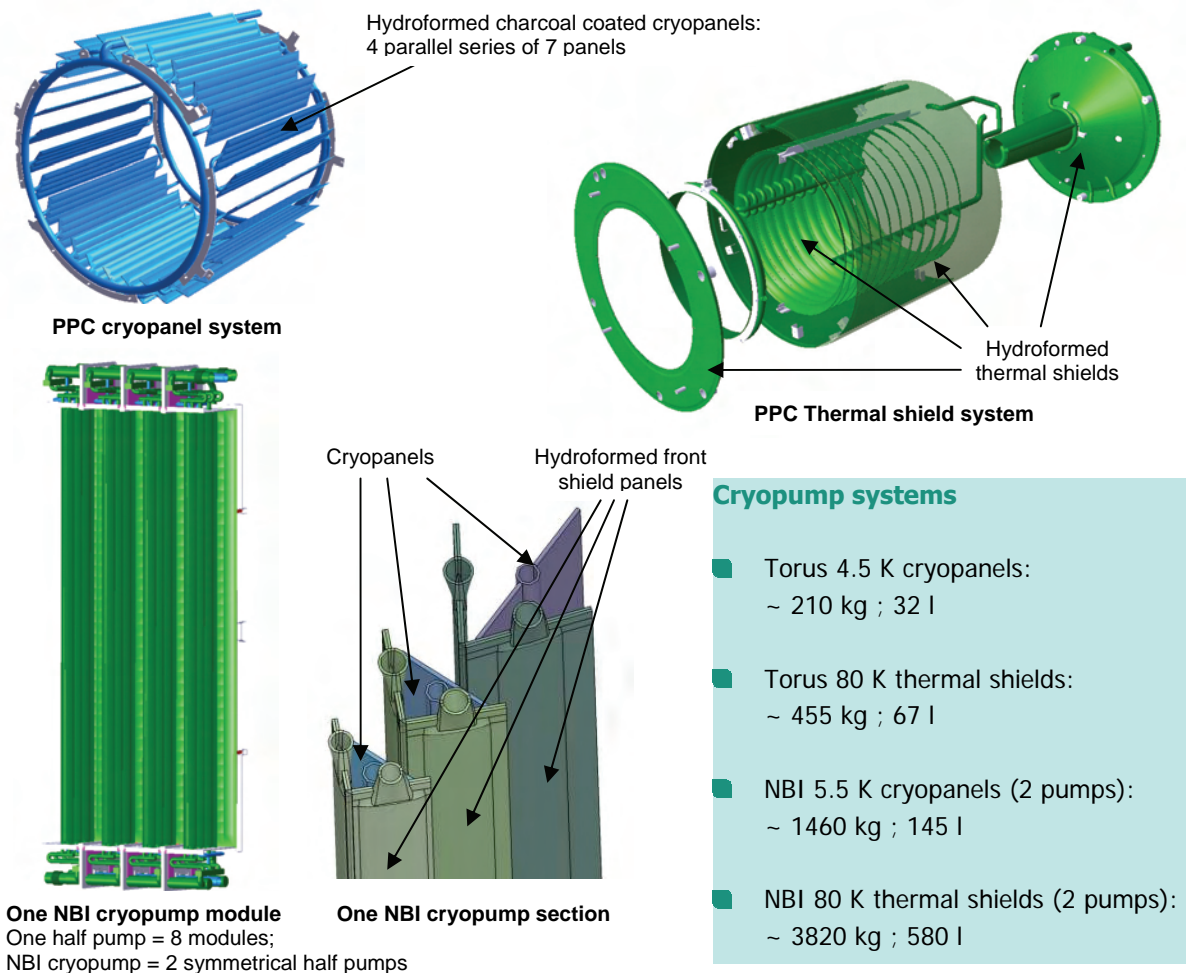 Hydroformed charcoal coated cryopanels:
4 parallel series of 7 panels
PPC cryopanel system
Hydroformed
thermal shields
PPC Thermal shield system
Cryopanels
Hydroformed front
shield panels
One NBI cryopump module
One half pump = 8 modules;
NBI cryopump = 2 symmetrical half pumps
One NBI cryopump section
Cryopump systems
Torus 4.5 K cryopanels:
~ 210 kg ; 32 l
Torus 80 K thermal shields:
~ 455 kg ; 67 l
NBI 5.5 K cryopanels (2 pumps):
~ 1460 kg ; 145 l
NBI 80 K thermal shields (2 pumps):
~ 3820 kg ; 580 l